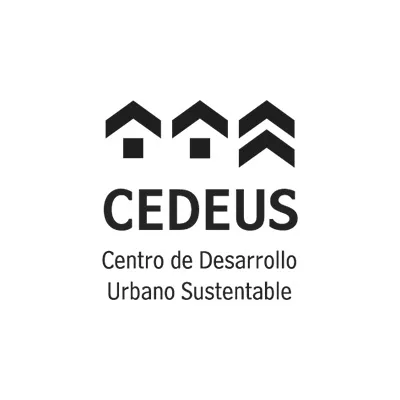 CEDEUS
Centro de Desarrollo
Urbano Sustentable